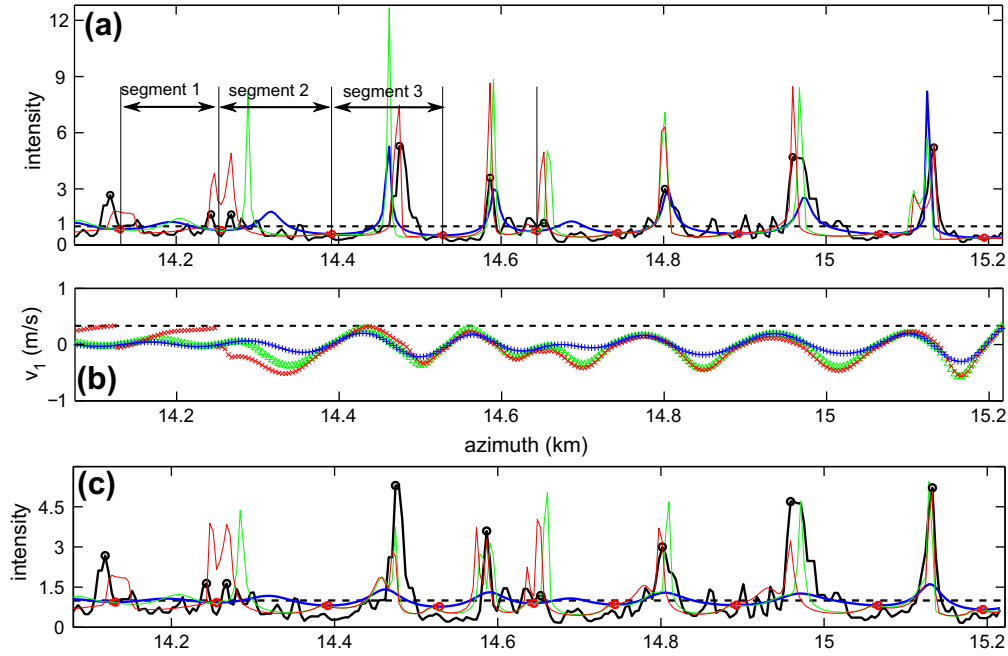 (a)
12
9
6
3
1
0
intensity
segment 1 segment 2 segment 3
14.2 14.4 14.6 14.8 15 15.2
1
0
−1
v1 (m/s)
(b)
14.2 14.4 14.6 14.8 15 15.2
azimuth (km)
(c)
4.5
3
1.5
1
0
intensity
14.2 14.4 14.6 14.8 15 15.2